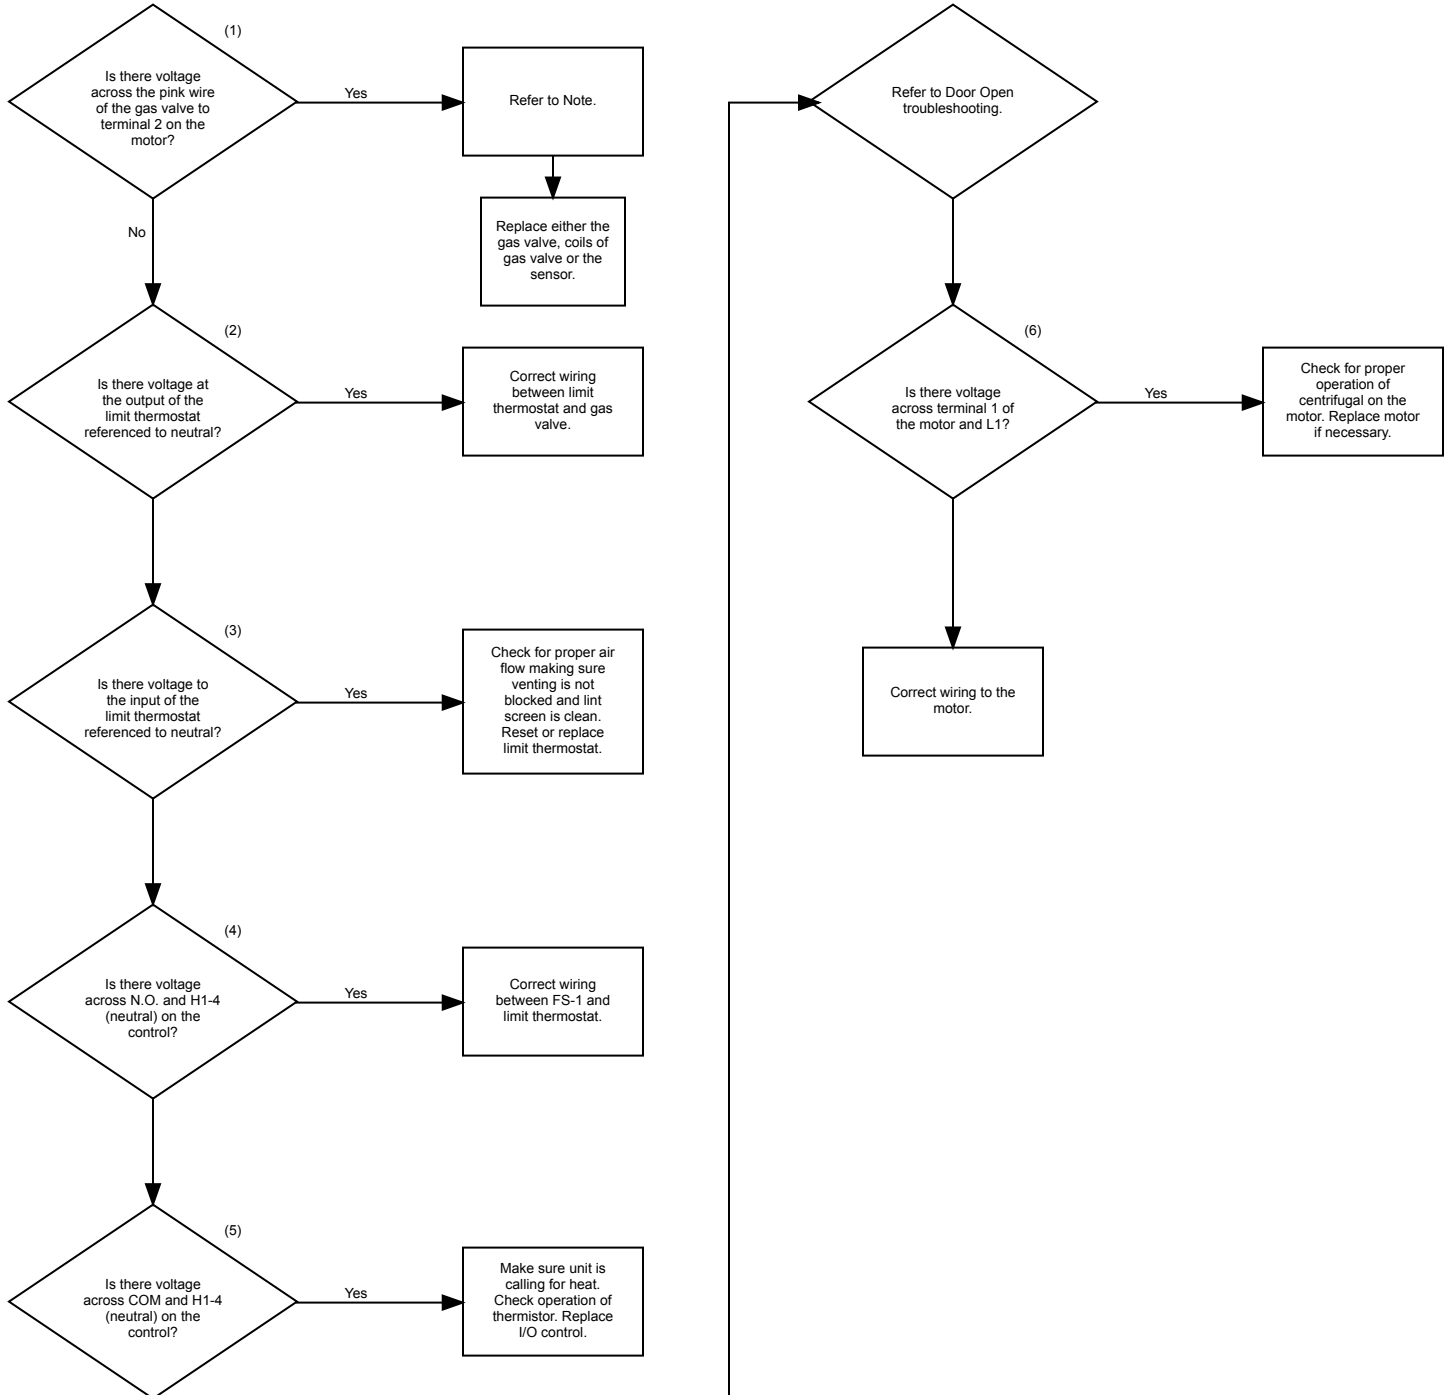 (1)
Is there voltage
across the pink wire
of the gas valve to
terminal 2 on the
motor?
Yes
Refer to Note.
Replace either the
gas valve, coils of
gas valve or the
sensor.
No
(2)
Is there voltage at
the output of the
limit thermostat
referenced to neutral?
Yes
Correct wiring
between limit
thermostat and gas
valve.
(3)
Is there voltage to
the input of the
limit thermostat
referenced to neutral?
Yes
Check for proper air
flow making sure
venting is not
blocked and lint
screen is clean.
Reset or replace
limit thermostat.
(4)
Is there voltage
across N.O. and H1-4
(neutral) on the
control?
Yes
Correct wiring
between FS-1 and
limit thermostat.
(5)
Is there voltage
across COM and H1-4
(neutral) on the
control?
Yes
Make sure unit is
calling for heat.
Check operation of
thermistor. Replace
I/O control.
Refer to Door Open
troubleshooting.
(6)
Is there voltage
across terminal 1 of
the motor and L1?
Yes
Check for proper
operation of
centrifugal on the
motor. Replace motor
if necessary.
Correct wiring to the
motor.